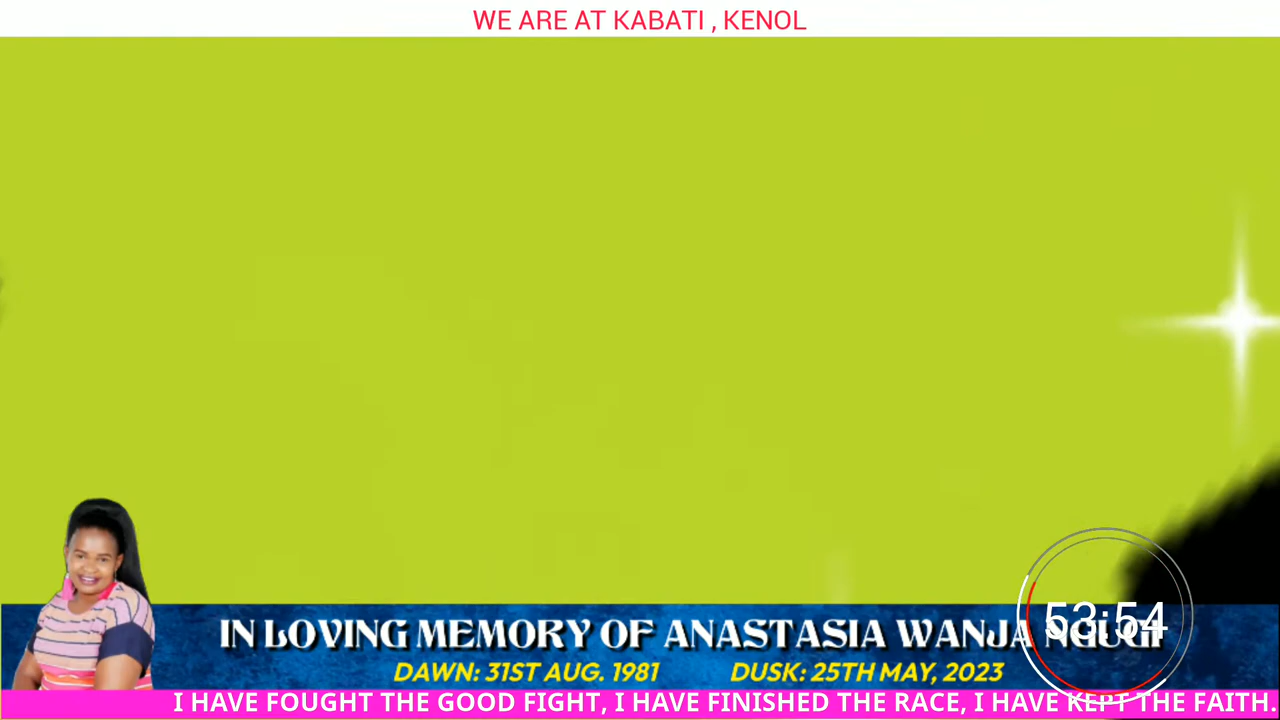 WE ARE AT KABATI , KENOL
IN LOVING MEMORY OF ANASTASIA WANJA
53:54
DAWN: 31ST AUG. 1981 DUSK: 25TH MAY, 2023
I HAVE FOUGHT THE GOOD FIGHT, I HAVE FINISHED THE RACE, I HAVE KEPT THE FAITH.